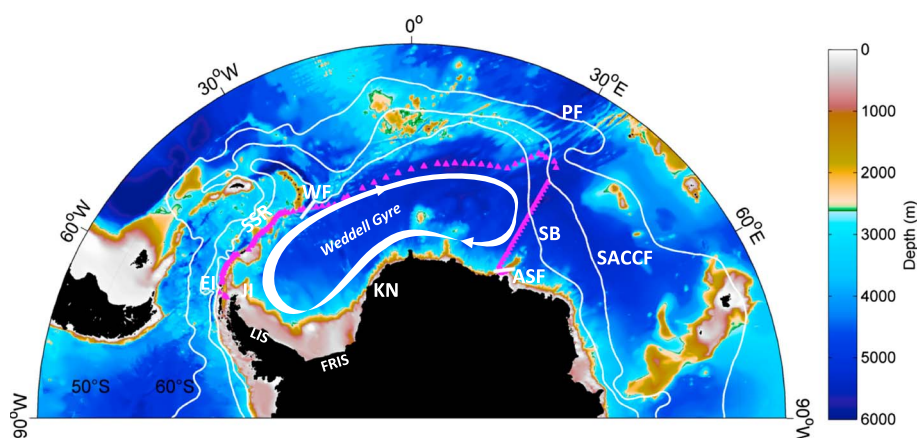 0°
30°W
30°E
60°W
60°E
90°W
90°W
PF
WF
SSR
Weddell Gyre
SB
SACCF
EI
JI
KN
ASF
LIS
FRIS
50°S
60°S
0
1000
2000
3000
4000
5000
6000
Depth (m)